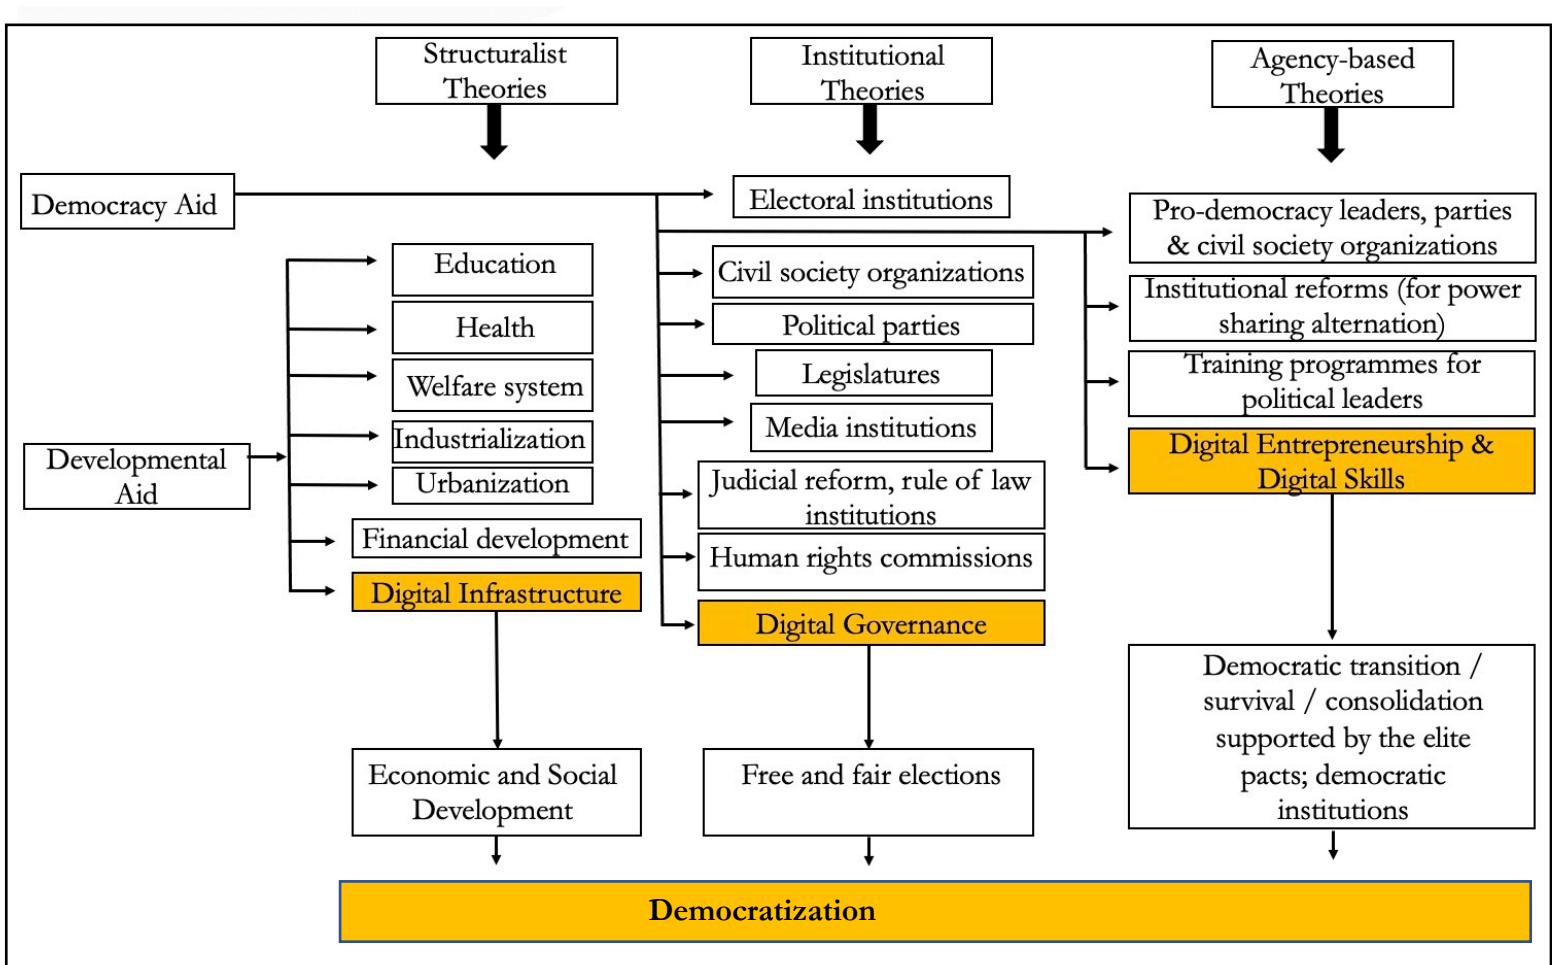 Structuralist
Theories
Institutional
Theories
Agency-based
Theories
Democracy Aid
Developmental
Aid
Education
Health
Welfare system
Industrialization
Urbanization
Financial development
Digital Infrastructure
Economic and Social
Development
Electoral institutions
Civil society organizations
Political parties
Legislatures
Media institutions
Judicial reform, rule of law
institutions
Human rights commissions
Digital Governance
Free and fair elections
Pro-democracy leaders, parties
& civil society organizations
Institutional reforms (for power
sharing alternation)
Training programmes for
political leaders
Digital Entrepreneurship &
Digital Skills
Democratic transition /
survival / consolidation
supported by the elite
pacts; democratic
institutions
Democratization